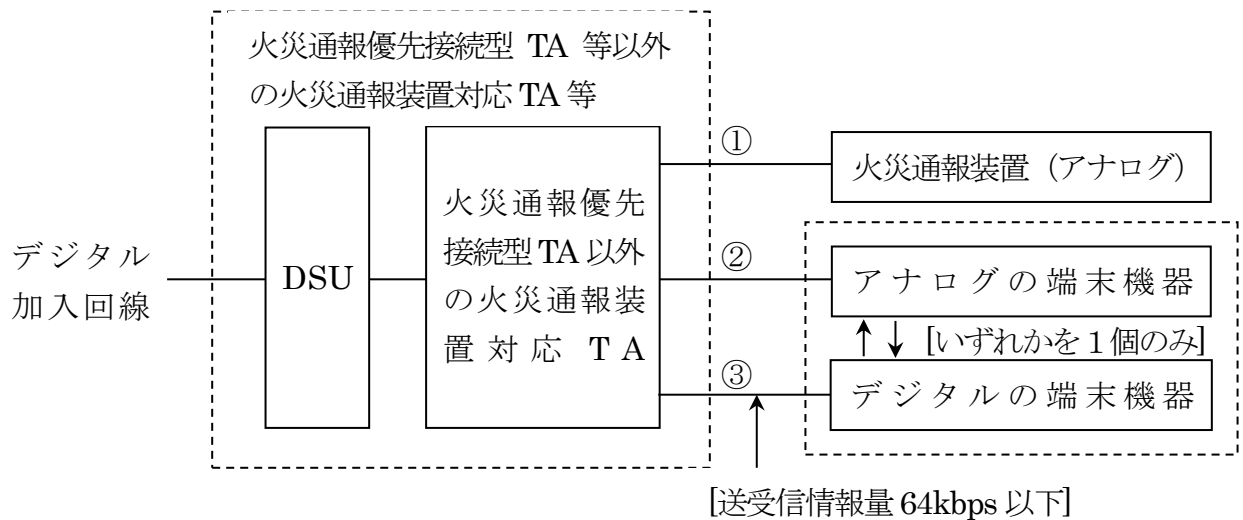 火災通報優先接続型 TA 等以外
の火災通報装置対応 TA 等
デジタル
加入回線
DSU
火災通報優先
接続型 TA 以外
の火災通報装
置対応 TA
①
火災通報装置（アナログ）
②
アナログの端末機器
[いずれかを１個のみ]
③
デジタルの端末機器
[送受信情報量 64kbps 以下]